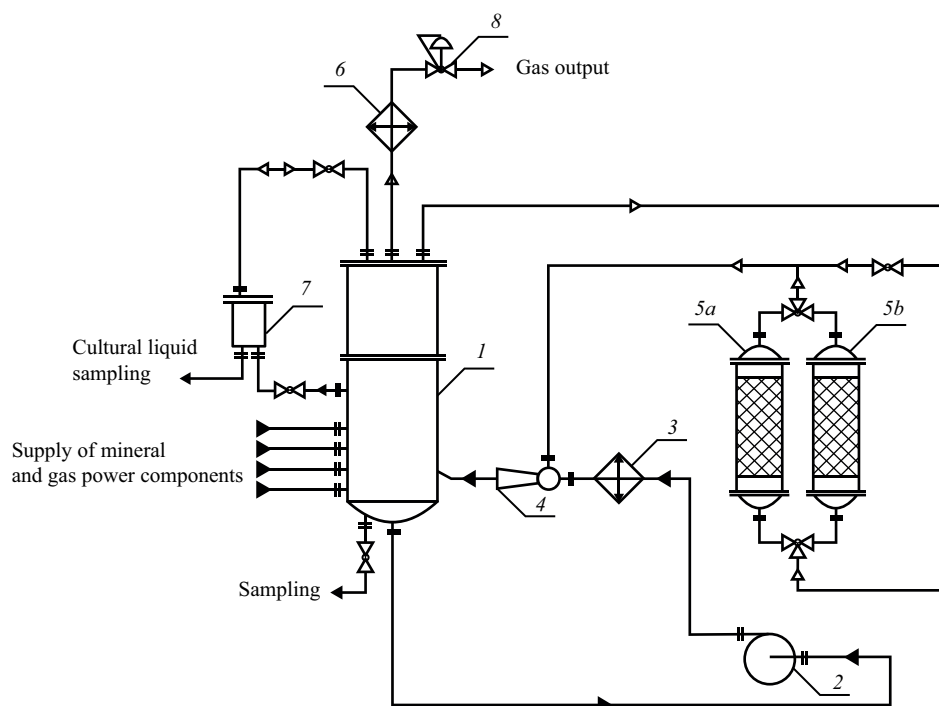 8
Gas output
6
7
5a
5b
Cultural liquid
sampling
1
3
Supply of mineral
and gas power components
4
Sampling
2